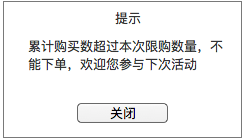 提示
累计购买数超过本次限购数量，不
能下单，欢迎您参与下次活动
关闭